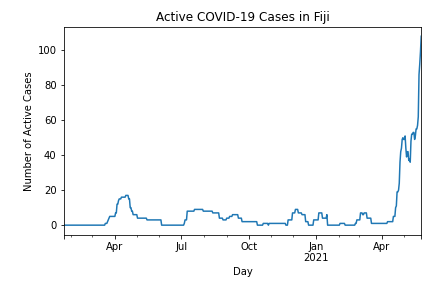 Active COVID-19 Cases in Fiji
Number of Active Cases
100
80
60
40
20
0
Apr
Jul
Oct
Jan
2021
Apr
Day